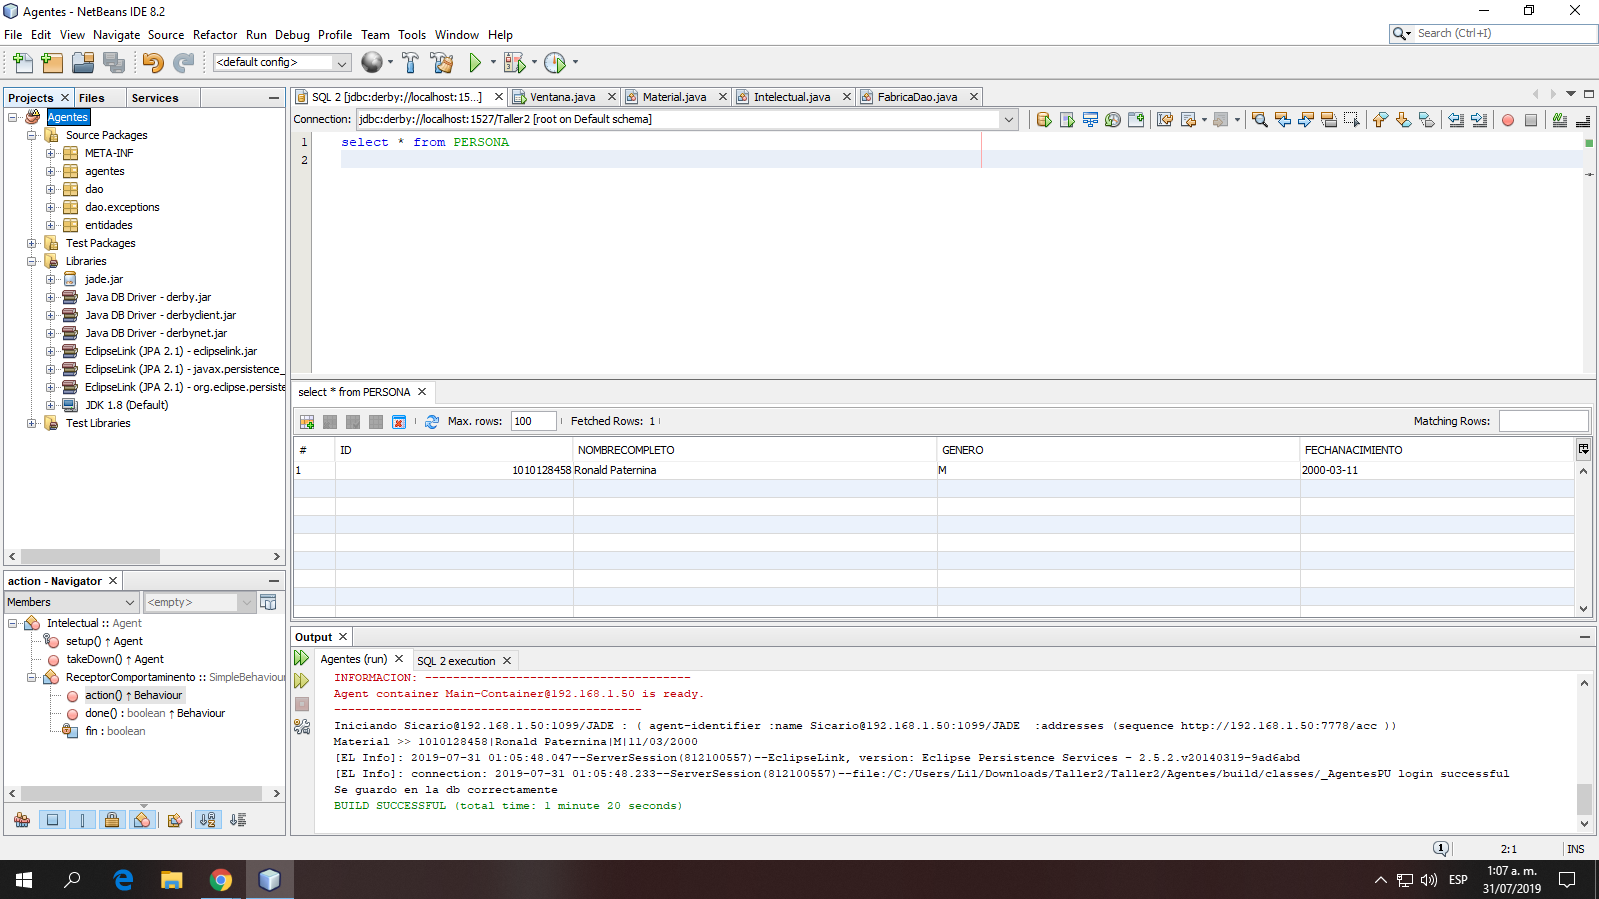 Agentes - NetBeans IDE 8.2
File Edit View Navigate Source Refactor Run Debug Profile Team Tools Window Help
Search (Ctrl+I)
<default config>
Projects Files Services
Agentes
Source Packages
META-INF
agentes
dao
dao.exceptions
entidades
Test Packages
Libraries
jade.jar
Java DB Driver - derby.jar
Java DB Driver - derbyclient.jar
Java DB Driver - derbynet.jar
EclipseLink (JPA 2.1) - eclipselink.jar
EclipseLink (JPA 2.1) - javax.persistence_
EclipseLink (JPA 2.1) - org.eclipse.persiste
JDK 1.8 (Default)
Test Libraries
action - Navigator
Members <empty>
Intelectual :: Agent
setup() ↑ Agent
takeDown() ↑ Agent
ReceptorComportaminento :: SimpleBehaviour
action() ↑ Behaviour
done() : boolean ↑ Behaviour
fin : boolean
SQL 2 [jdbc:derby://localhost:15...] Ventana.java Material.java Intelectual.java FabricaDao.java
Connection: jdbc:derby://localhost:1527/Taller2 [root on Default schema]
1 select * from PERSONA
2
select * from PERSONA
Max. rows: 100 Fetched Rows: 1 Matching Rows:
# ID NOMBRECOMPLETO GENERO FECHANACIMIENTO
1 1010128458 Ronald Paternina M 2000-03-11
Output
Agentes (run) SQL 2 execution
INFORMACION: --------------------------------------
Agent container Main-Container@192.168.1.50 is ready.
--------------------------------------------
Iniciando Sicario@192.168.1.50:1099/JADE : ( agent-identifier :name Sicario@192.168.1.50:1099/JADE :addresses (sequence http://192.168.1.50:7778/acc ))
Material >> 1010128458|Ronald Paternina|M|11/03/2000
[EL Info]: 2019-07-31 01:05:48.047--ServerSession(812100557)--EclipseLink, version: Eclipse Persistence Services - 2.5.2.v20140319-9ad6abd
[EL Info]: connection: 2019-07-31 01:05:48.233--ServerSession(812100557)--file:/C:/Users/Lil/Downloads/Taller2/Taller2/Agentes/build/classes/_AgentesPU login successful
Se guardo en la db correctamente
BUILD SUCCESSFUL (total time: 1 minute 20 seconds)
1 2:1 INS
ESP
1:07 a. m.
31/07/2019